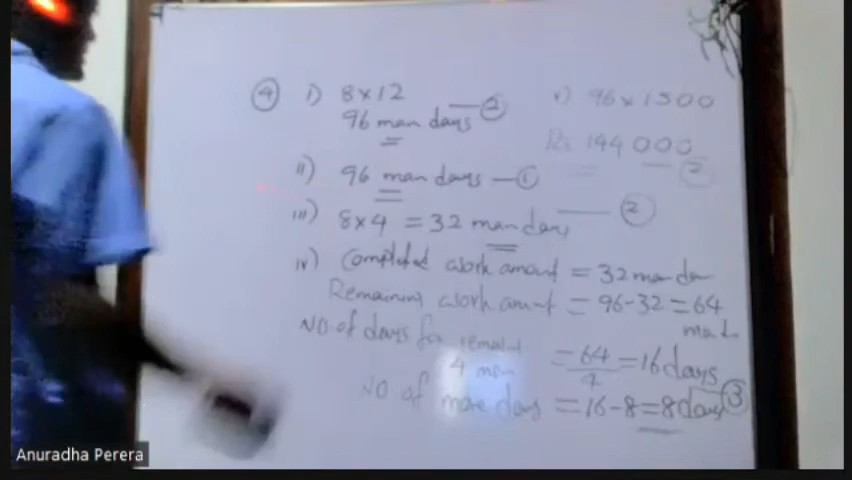 ④ i) 8×12
96 man days — ②
ii) 96 man days — ①
iii) 8×4 = 32 man days — ②
iv) Completed work amount = 32 man da
Remaining work amount = 96-32 = 64
man d
NO of days for
4 men = 64/4 = 16 days
NO of more days = 16-8 = 8 days ③
v) 96 × 1500
Rs 144 000 — ②
Anuradha Perera